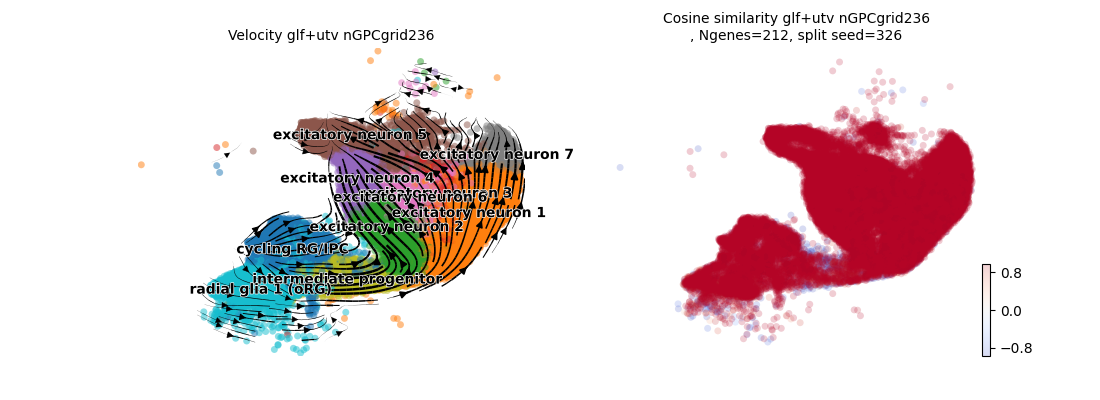 Velocity glf+utv nGPCgrid236
Cosine similarity glf+utv nGPCgrid236
, Ngenes=212, split seed=326
excitatory neuron 5
excitatory neuron 7
excitatory neuron 4
excitatory neuron 3
excitatory neuron 6
excitatory neuron 1
excitatory neuron 2
cycling RG/IPC
intermediate progenitor
radial glia 1 (oRG)
0.8
0.0
−0.8